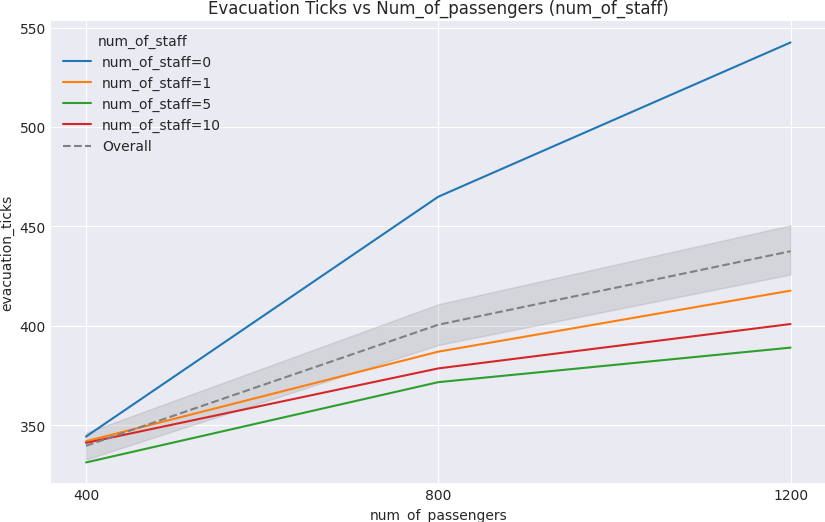 Evacuation Ticks vs Num_of_passengers (num_of_staff)
550
500
450
400
350
evacuation_ticks
num_of_staff
num_of_staff=0
num_of_staff=1
num_of_staff=5
num_of_staff=10
Overall
400
800
1200
num_of_passengers